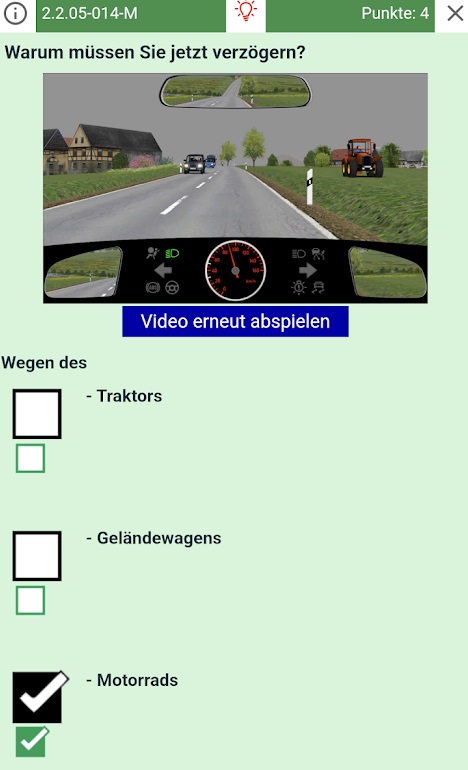 2.2.05-014-M
Punkte: 4
Warum müssen Sie jetzt verzögern?
Video erneut abspielen
Wegen des
- Traktors
- Geländewagens
- Motorrads